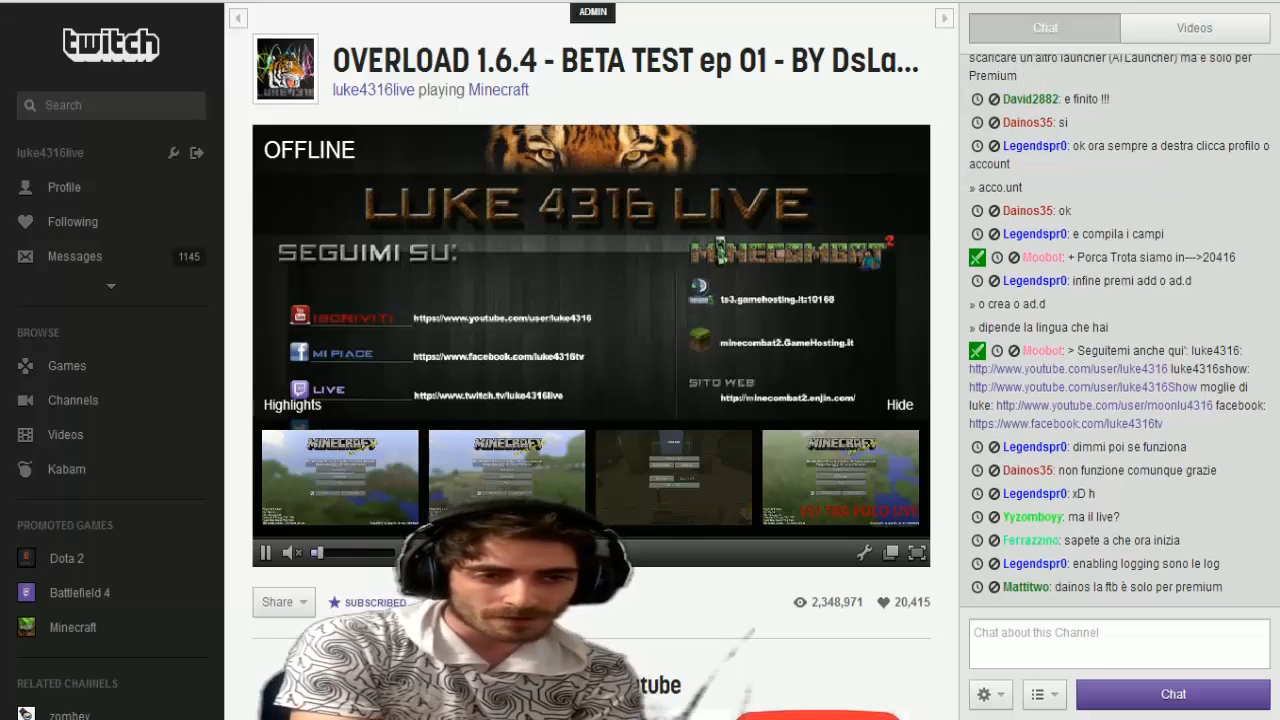 twitch
Search
luke4316live
Profile
Following
Messages 1145
BROWSE
Games
Channels
Videos
Kabam
PROMOTED GAMES
Dota 2
Battlefield 4
Minecraft
RELATED CHANNELS
zombey
ADMIN
OVERLOAD 1.6.4 - BETA TEST ep 01 - BY DsLa...
luke4316live playing Minecraft
OFFLINE
LUKE 4316 LIVE
SEGUIMI SU:
MINECOMBAT 2
ISCRIVITI https://www.youtube.com/user/luke4316
MI PIACE https://www.facebook.com/luke4316tv
LIVE http://www.twitch.tv/luke4316live
ts3.gamehosting.it:10168
minecombat2.GameHosting.it
SITO WEB
http://minecombat2.enjin.com/
Highlights
Hide
MINECRAFT
MINECRAFT
MINECRAFT
Share
SUBSCRIBED
2,348,971
20,415
Chat
Videos
scaricare un'altro launcher (ATLauncher) ma è solo per
Premium
David2882: e finito !!!
Dainos35: si
Legendspr0: ok ora sempre a destra clicca profilo o
account
» acco.unt
Dainos35: ok
Legendspr0: e compila i campi
Moobot: + Porca Trota siamo in--->20416
Legendspr0: infine premi add o ad.d
» o crea o ad.d
» dipende la lingua che hai
Moobot: > Seguitemi anche qui': luke4316:
http://www.youtube.com/user/luke4316 luke4316show:
http://www.youtube.com/user/luke4316Show moglie di
luke: http://www.youtube.com/user/moonlu4316 facebook:
https://www.facebook.com/luke4316tv
Legendspr0: dimmi poi se funziona
Dainos35: non funzione comunque grazie
Legendspr0: xD h
Yyzomboyy: ma il live?
Ferrazzino: sapete a che ora inizia
Legendspr0: enabling logging sono le log
Mattitwo: dainos la ftb è solo per premium
Chat about this Channel
Chat